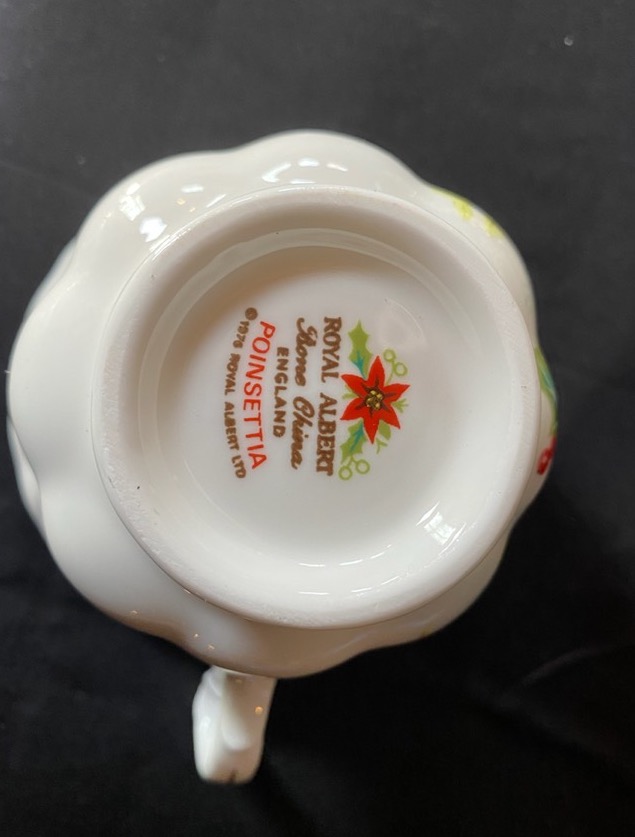 ROYAL ALBERT
Bone China
ENGLAND
POINSETTIA
©1976 ROYAL ALBERT LTD